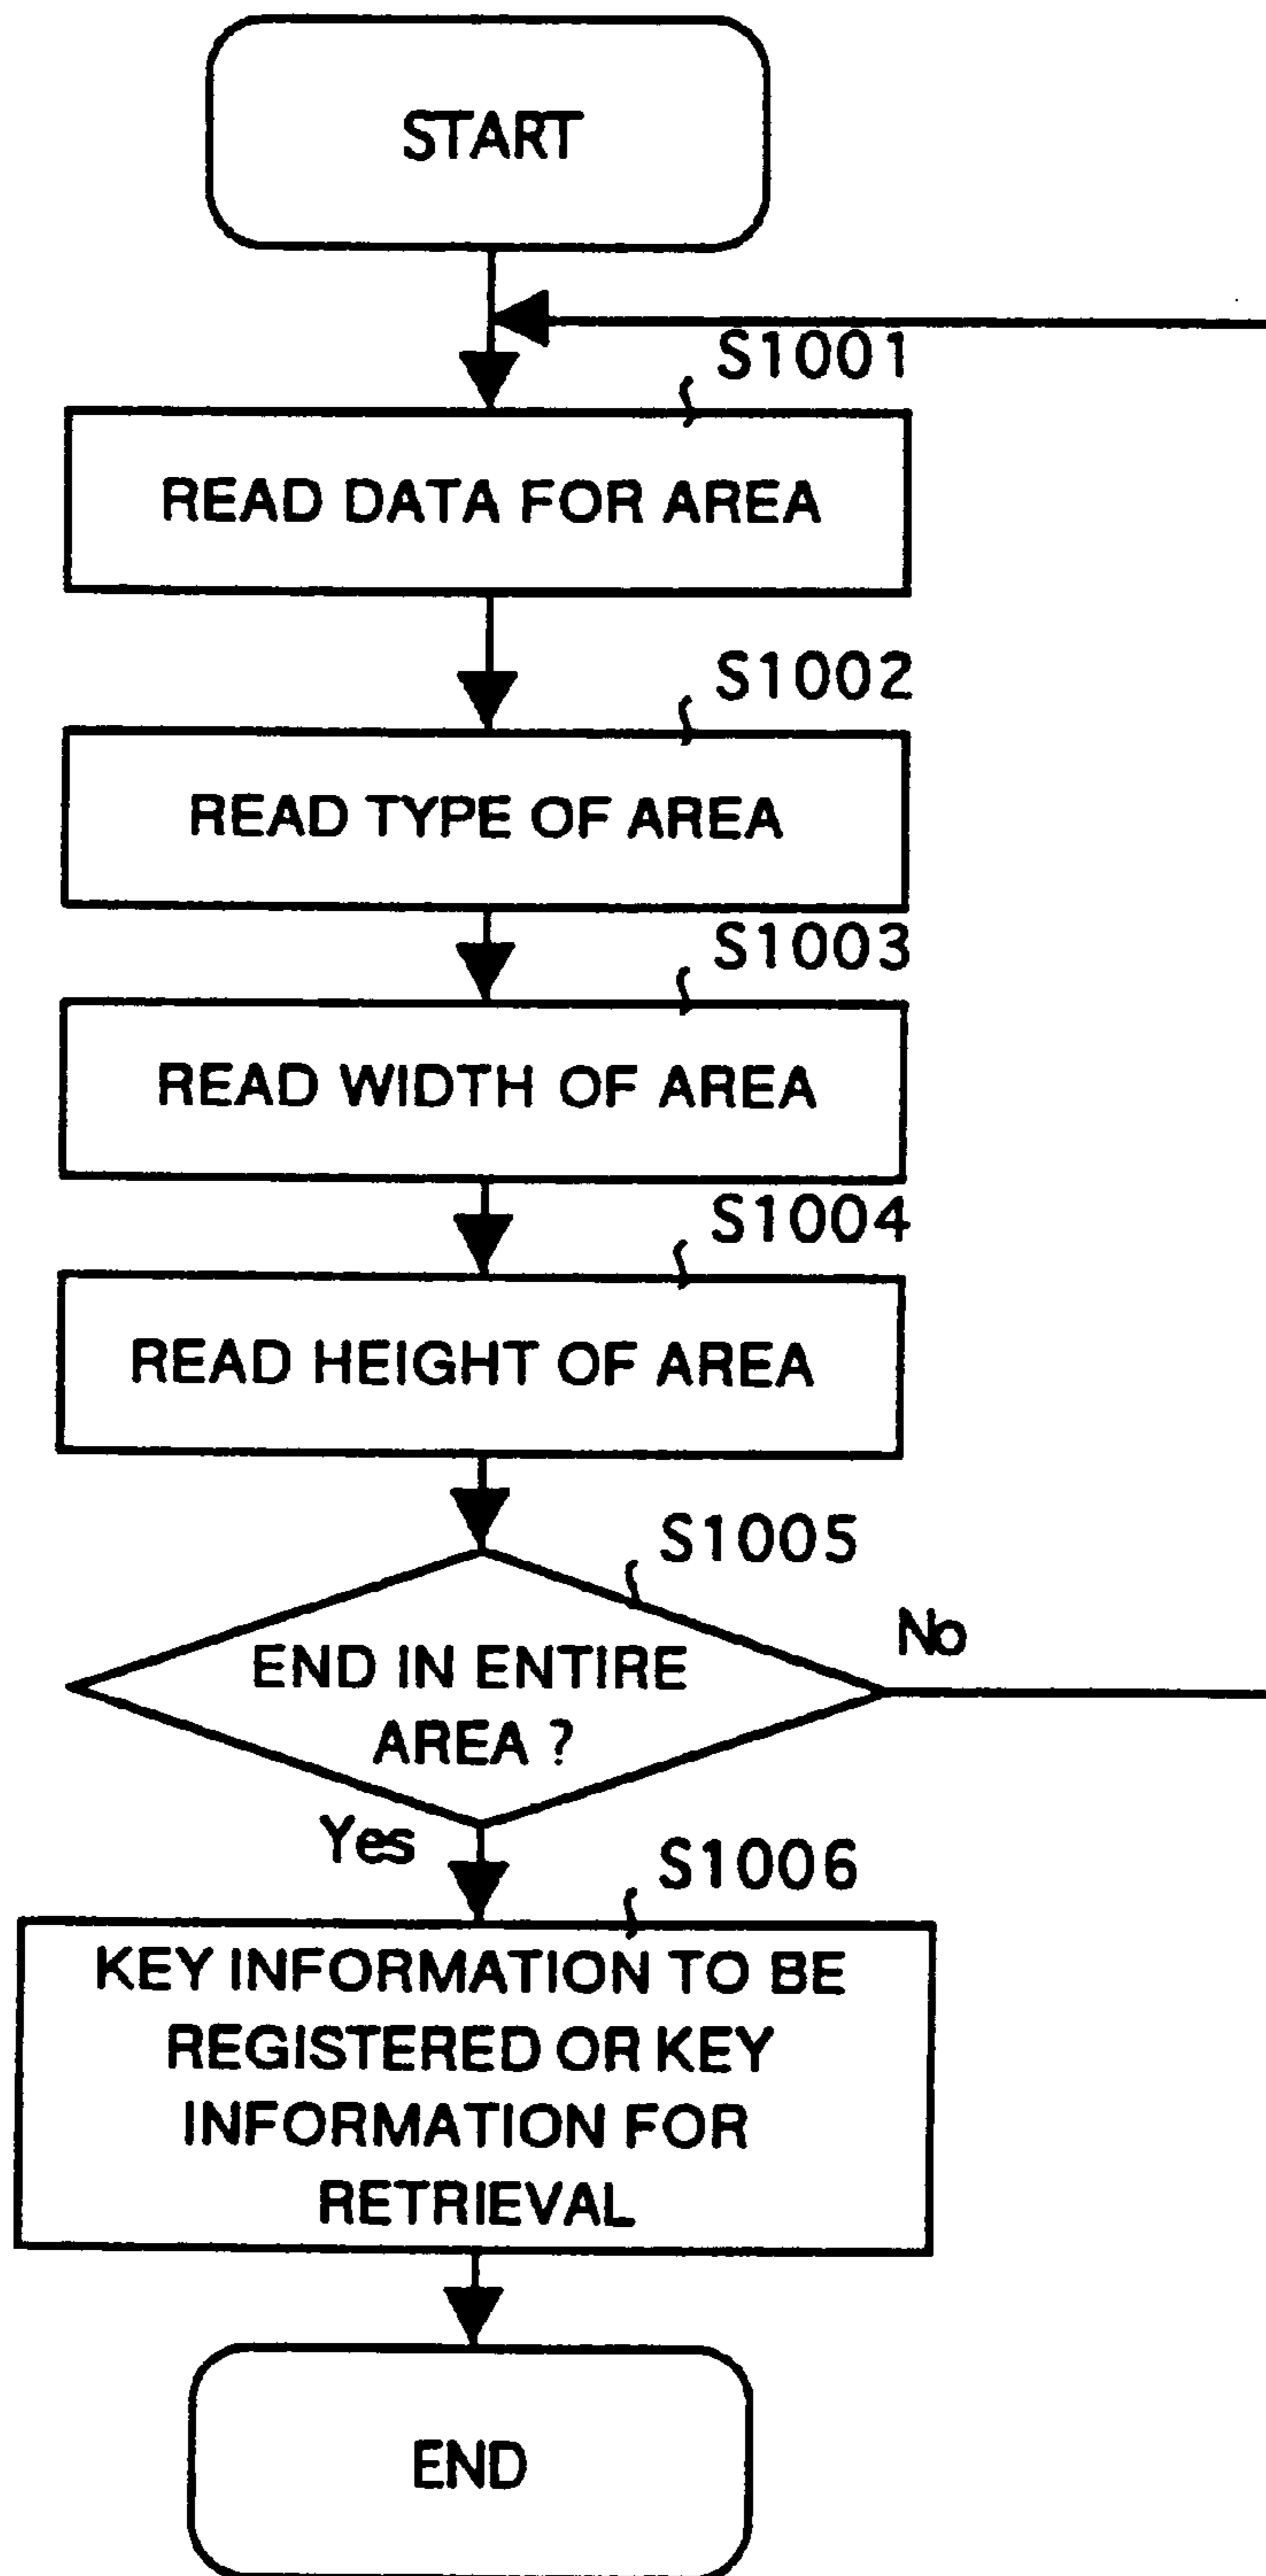 START
S1001
READ DATA FOR AREA
S1002
READ TYPE OF AREA
S1003
READ WIDTH OF AREA
S1004
READ HEIGHT OF AREA
S1005
END IN ENTIRE
AREA ?
No
Yes
S1006
KEY INFORMATION TO BE
REGISTERED OR KEY
INFORMATION FOR
RETRIEVAL
END